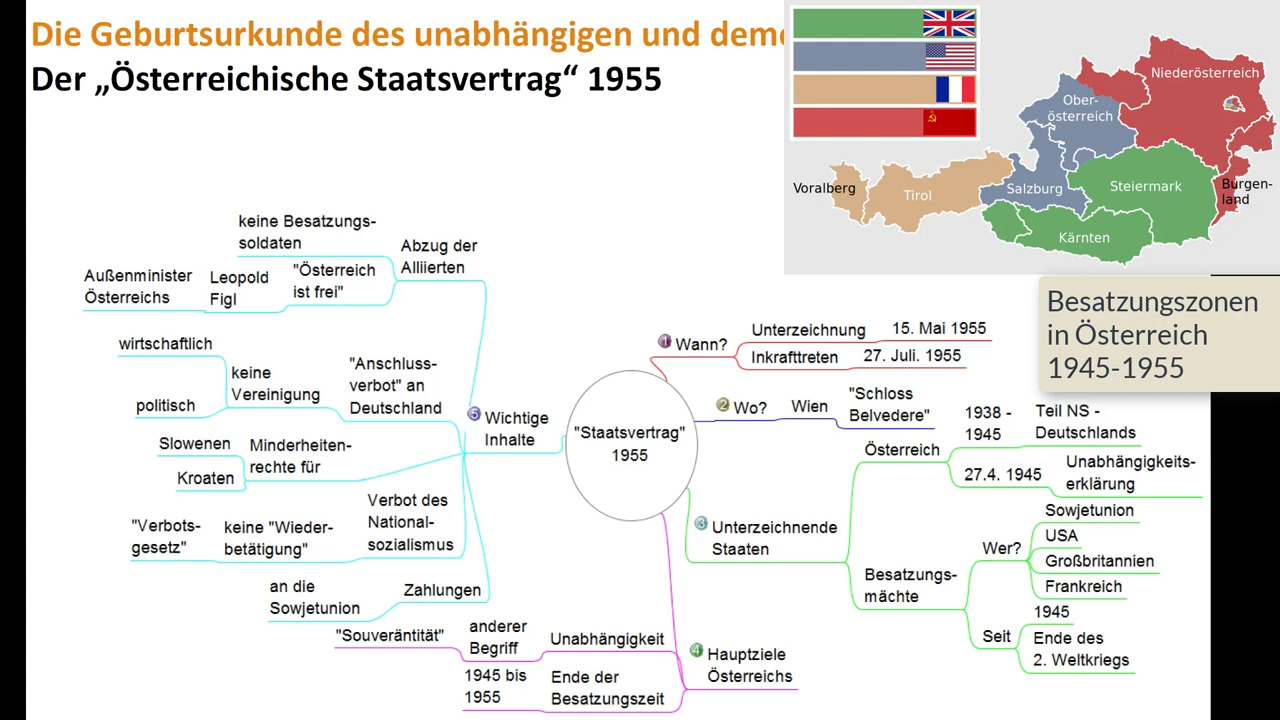 Die Geburtsurkunde des unabhängigen und dem
Der „Österreichische Staatsvertrag“ 1955
Niederösterreich
Ober-
österreich
Voralberg
Tirol
Salzburg
Steiermark
Burgen-
land
Kärnten
Besatzungszonen
in Österreich
1945-1955
"Staatsvertrag"
1955
Wann?
Unterzeichnung
15. Mai 1955
Inkrafttreten
27. Juli. 1955
Wo?
Wien
"Schloss
Belvedere"
Unterzeichnende
Staaten
Österreich
1938 -
1945
Teil NS -
Deutschlands
27.4. 1945
Unabhängigkeits-
erklärung
Besatzungs-
mächte
Wer?
Sowjetunion
USA
Großbritannien
Frankreich
Seit
1945
Ende des
2. Weltkriegs
Hauptziele
Österreichs
Unabhängigkeit
anderer
Begriff
"Souveräntität"
Ende der
Besatzungszeit
1945 bis
1955
Wichtige
Inhalte
Abzug der
Alliierten
keine Besatzungs-
soldaten
"Österreich
ist frei"
Leopold
Figl
Außenminister
Österreichs
"Anschluss-
verbot" an
Deutschland
keine
Vereinigung
wirtschaftlich
politisch
Minderheiten-
rechte für
Slowenen
Kroaten
Verbot des
National-
sozialismus
keine "Wieder-
betätigung"
"Verbots-
gesetz"
Zahlungen
an die
Sowjetunion